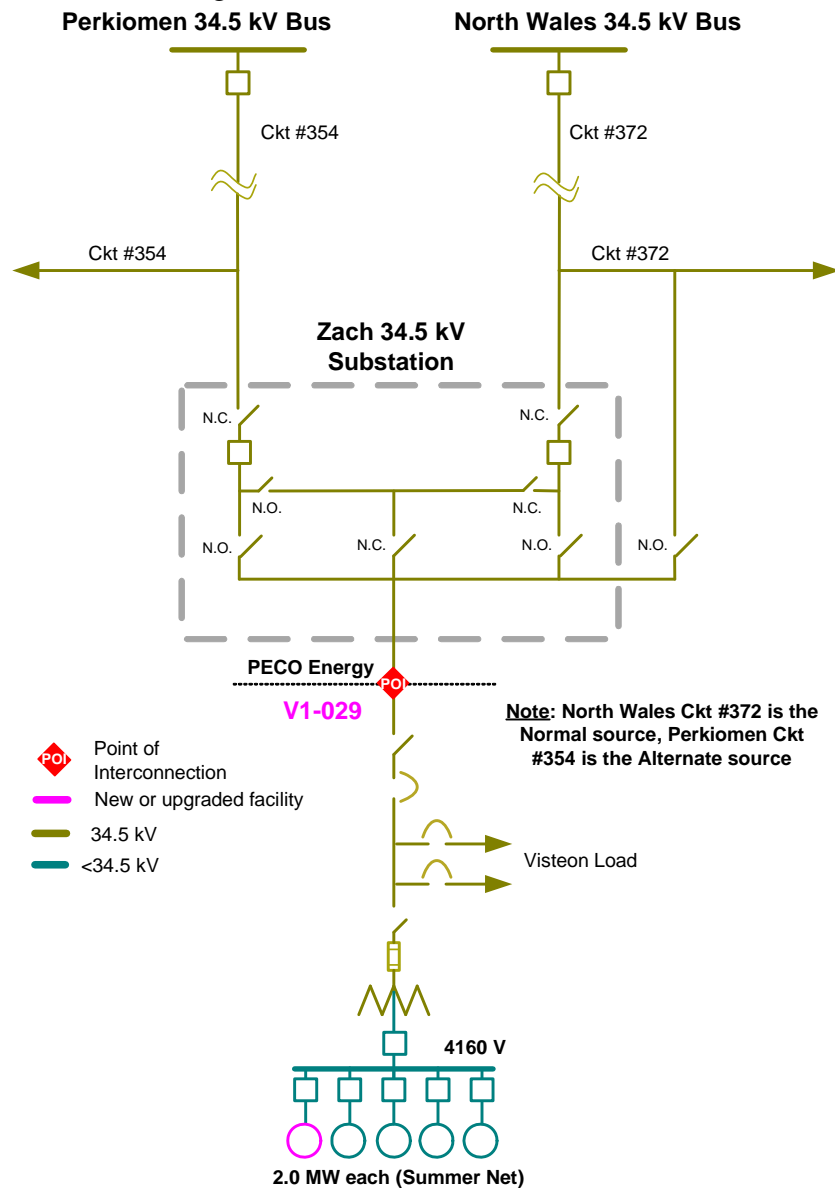 Perkiomen 34.5 kV Bus
North Wales 34.5 kV Bus
Ckt #354
Ckt #372
Ckt #354
Ckt #372
Zach 34.5 kV
Substation
N.C.
N.C.
N.O.
N.C.
N.O.
N.C.
N.O.
N.O.
PECO Energy
POI
V1-029
Note: North Wales Ckt #372 is the
Normal source, Perkiomen Ckt
#354 is the Alternate source
POI
Point of
Interconnection
New or upgraded facility
34.5 kV
<34.5 kV
Visteon Load
4160 V
2.0 MW each (Summer Net)